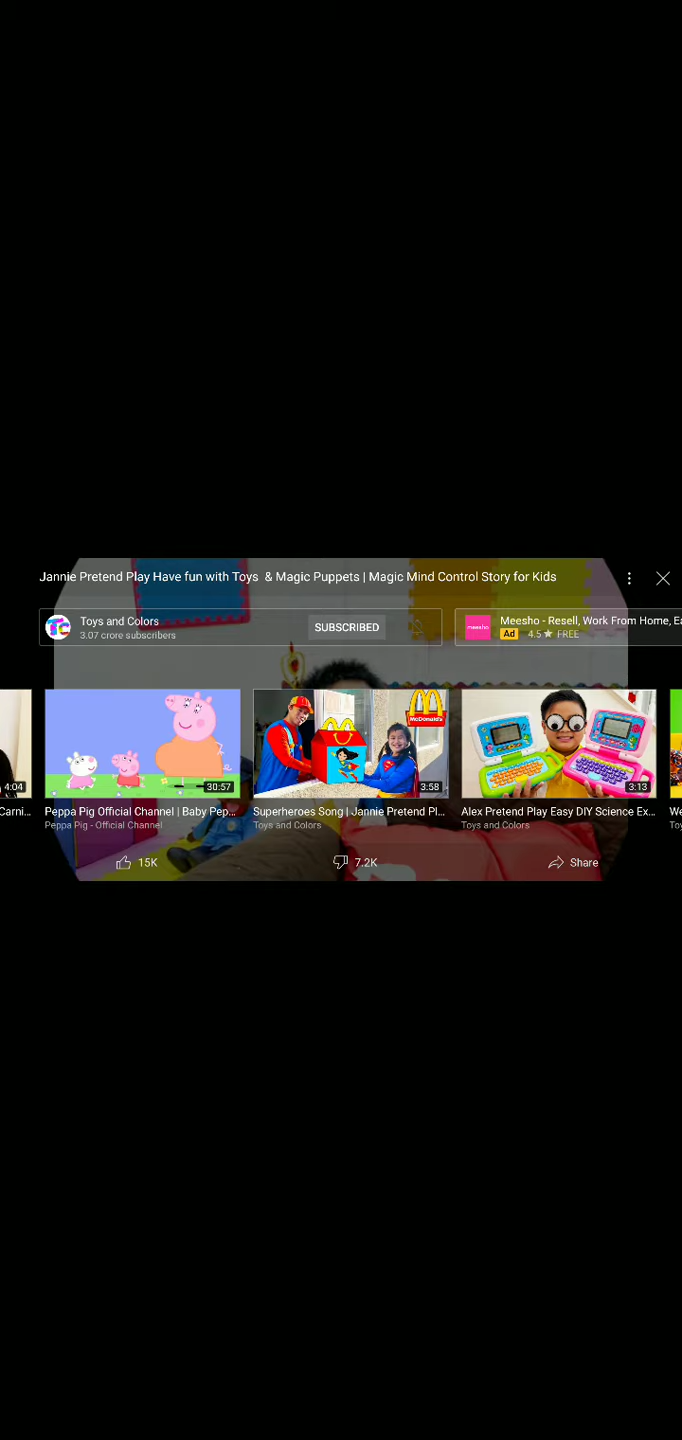 Jannie Pretend Play Have fun with Toys & Magic Puppets | Magic Mind Control Story for Kids
Toys and Colors
3.07 crore subscribers
SUBSCRIBED
Meesho - Resell, Work From Home, Ea
meesho
Ad 4.5★ FREE
McDonald's
4:04
30:57
3:58
3:13
Carni...
Peppa Pig Official Channel | Baby Pep...
Superheroes Song | Jannie Pretend Pl...
Alex Pretend Play Easy DIY Science Ex...
We
Peppa Pig - Official Channel
Toys and Colors
Toys and Colors
Toy
15K
7.2K
Share